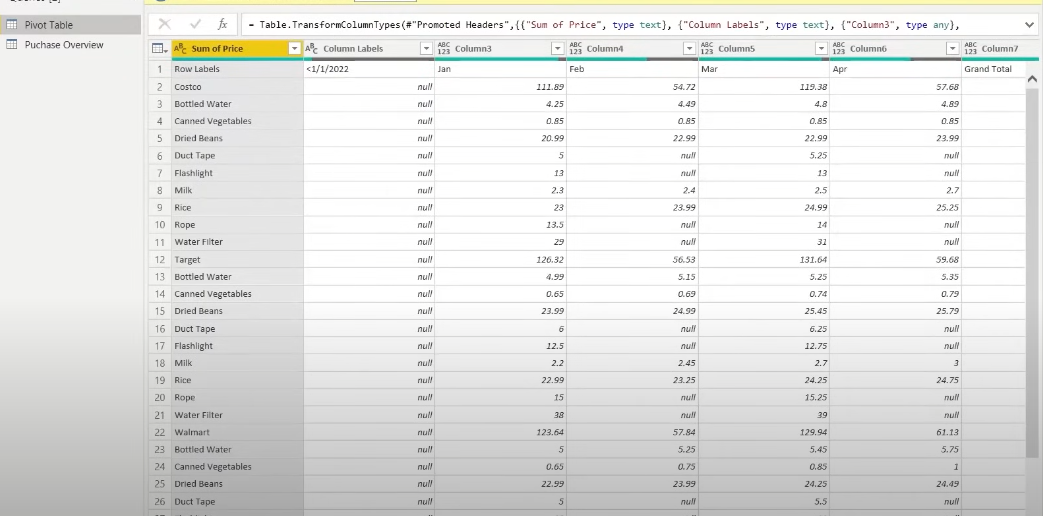 Pivot Table
Puchase Overview
fx = Table.TransformColumnTypes(#"Promoted Headers",{{"Sum of Price", type text}, {"Column Labels", type text}, {"Column3", type any},
ABC Sum of Price ABC Column Labels ABC 123 Column3 ABC 123 Column4 ABC 123 Column5 ABC 123 Column6 ABC 123 Column7
1 Row Labels <1/1/2022 Jan Feb Mar Apr Grand Total
2 Costco null 111.89 54.72 119.38 57.68
3 Bottled Water null 4.25 4.49 4.8 4.89
4 Canned Vegetables null 0.85 0.85 0.85 0.85
5 Dried Beans null 20.99 22.99 22.99 23.99
6 Duct Tape null 5 null 5.25 null
7 Flashlight null 13 null 13 null
8 Milk null 2.3 2.4 2.5 2.7
9 Rice null 23 23.99 24.99 25.25
10 Rope null 13.5 null 14 null
11 Water Filter null 29 null 31 null
12 Target null 126.32 56.53 131.64 59.68
13 Bottled Water null 4.99 5.15 5.25 5.35
14 Canned Vegetables null 0.65 0.69 0.74 0.79
15 Dried Beans null 23.99 24.99 25.45 25.79
16 Duct Tape null 6 null 6.25 null
17 Flashlight null 12.5 null 12.75 null
18 Milk null 2.2 2.45 2.7 3
19 Rice null 22.99 23.25 24.25 24.75
20 Rope null 15 null 15.25 null
21 Water Filter null 38 null 39 null
22 Walmart null 123.64 57.84 129.94 61.13
23 Bottled Water null 5 5.25 5.45 5.75
24 Canned Vegetables null 0.65 0.75 0.85 1
25 Dried Beans null 22.99 23.99 24.25 24.49
26 Duct Tape null 5 null 5.5 null